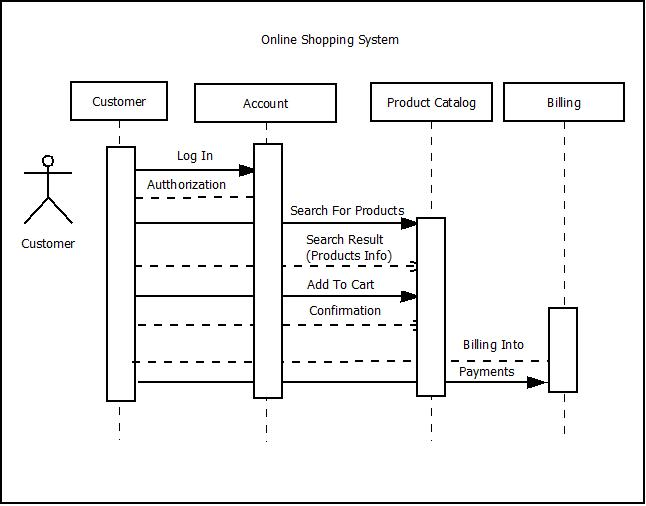 Online Shopping System
Customer
Account
Product Catalog
Billing
Log In
Autthorization
Customer
Search For Products
Search Result
(Products Info)
Add To Cart
Confirmation
Billing Into
Payments